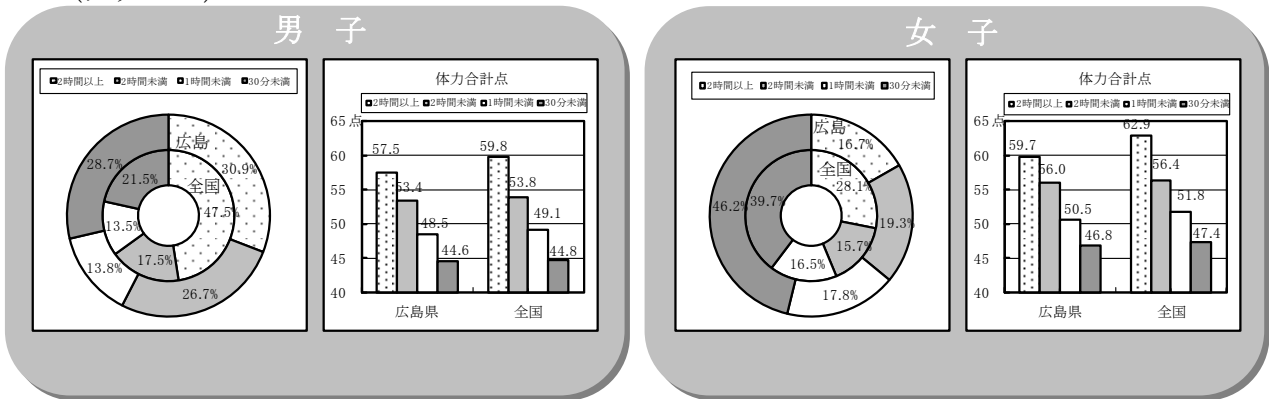 男 子
■2時間以上 ■2時間未満 ■1時間未満 ■30分未満
広島
30.9%
28.7%
21.5%
全国
47.5%
13.5%
17.5%
13.8%
26.7%
体力合計点
■2時間以上 ■2時間未満 ■1時間未満 ■30分未満
65 点
60
55
50
45
40
57.5
53.4
48.5
44.6
59.8
53.8
49.1
44.8
広島県
全国
女 子
■2時間以上 ■2時間未満 ■1時間未満 ■30分未満
広島
16.7%
全国
28.1%
46.2%
39.7%
19.3%
15.7%
16.5%
17.8%
体力合計点
■2時間以上 ■2時間未満 ■1時間未満 ■30分未満
65 点
60
55
50
45
40
59.7
56.0
50.5
46.8
62.9
56.4
51.8
47.4
広島県
全国